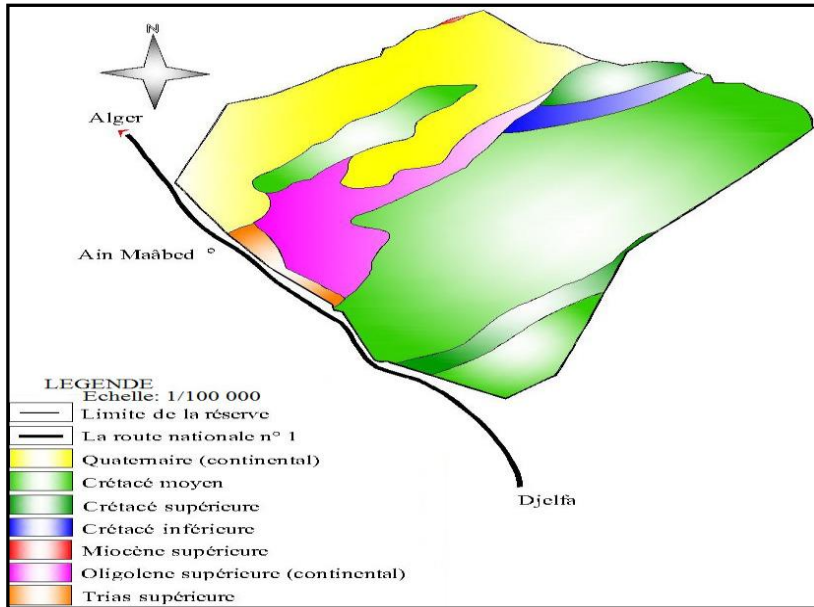 N
Alger
Ain Maâbed
Djelfa
LEGENDE
Echelle: 1/100 000
Limite de la réserve
La route nationale n° 1
Quaternaire (continental)
Crétacé moyen
Crétacé supérieure
Crétacé inférieure
Miocène supérieure
Oligolene supérieure (continental)
Trias supérieure